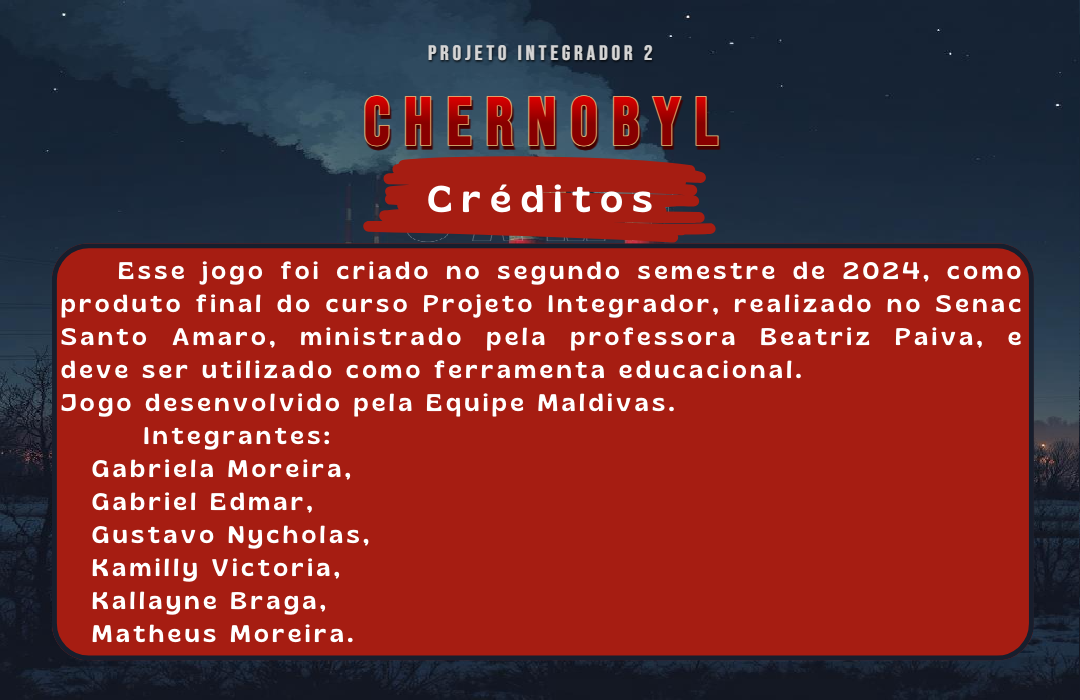 PROJETO INTEGRADOR 2
CHERNOBYL
Créditos
Esse jogo foi criado no segundo semestre de 2024, como
produto final do curso Projeto Integrador, realizado no Senac
Santo Amaro, ministrado pela professora Beatriz Paiva, e
deve ser utilizado como ferramenta educacional.
Jogo desenvolvido pela Equipe Maldivas.
Integrantes:
Gabriela Moreira,
Gabriel Edmar,
Gustavo Nycholas,
Kamilly Victoria,
Kallayne Braga,
Matheus Moreira.